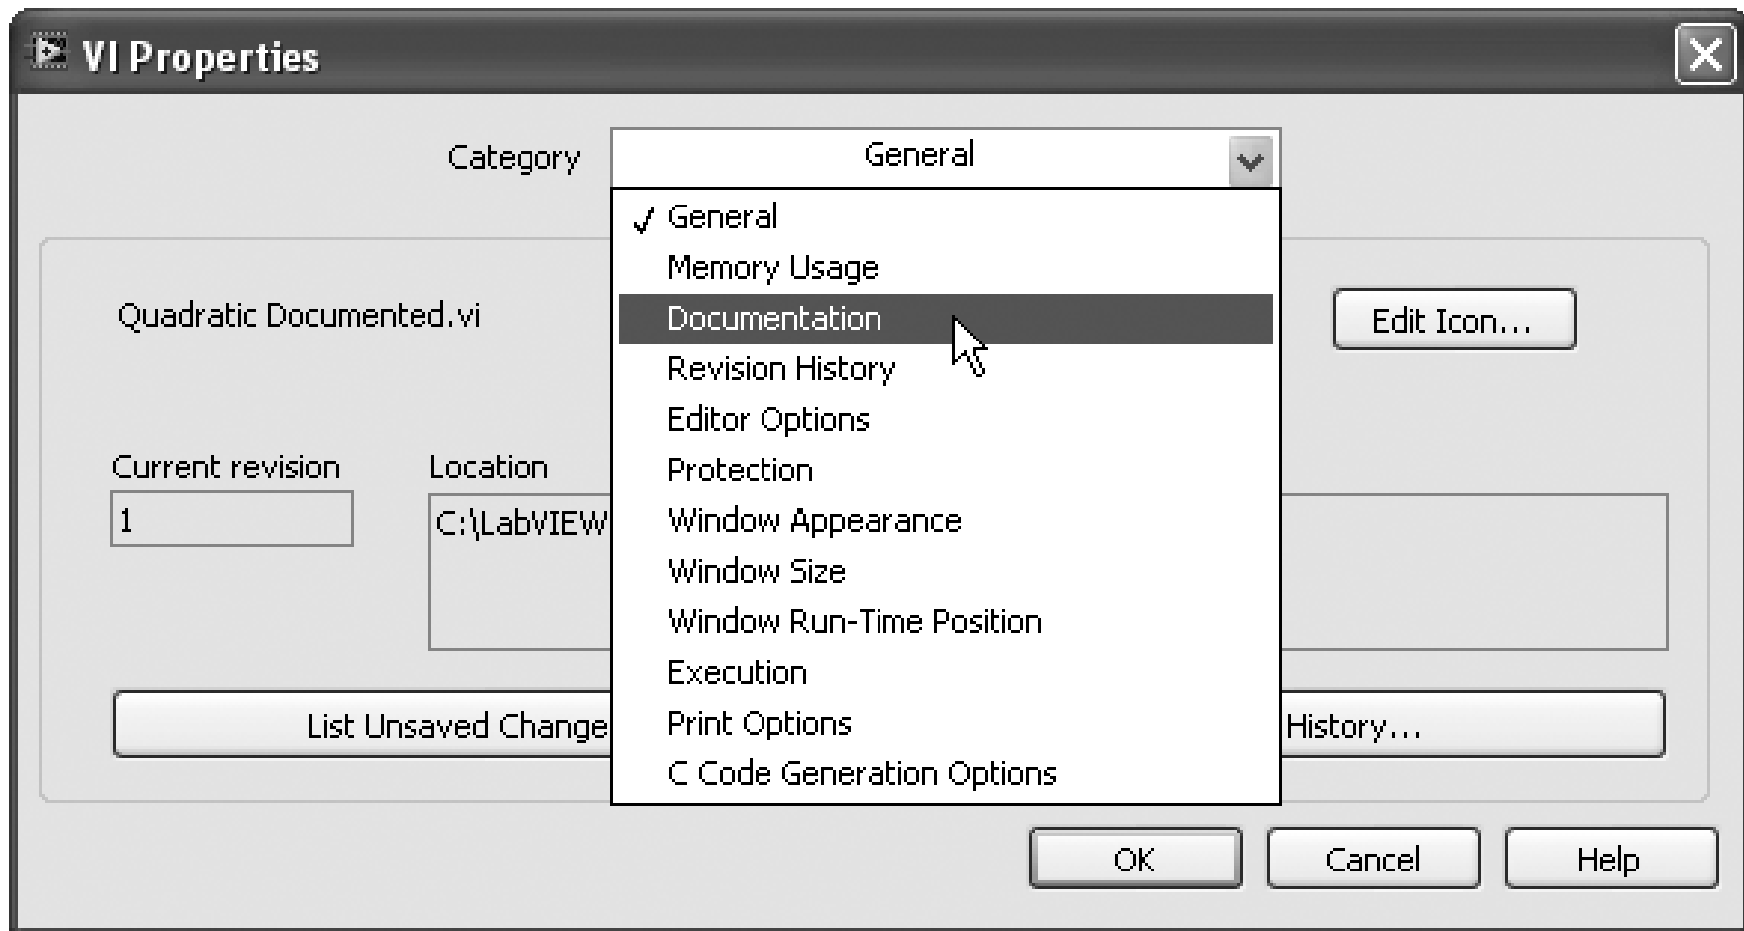 VI Properties
Category
General
General
Memory Usage
Documentation
Revision History
Editor Options
Protection
Window Appearance
Window Size
Window Run-Time Position
Execution
Print Options
C Code Generation Options
Quadratic Documented.vi
Edit Icon...
Current revision
1
Location
C:\LabVIEW
List Unsaved Change
History...
OK
Cancel
Help